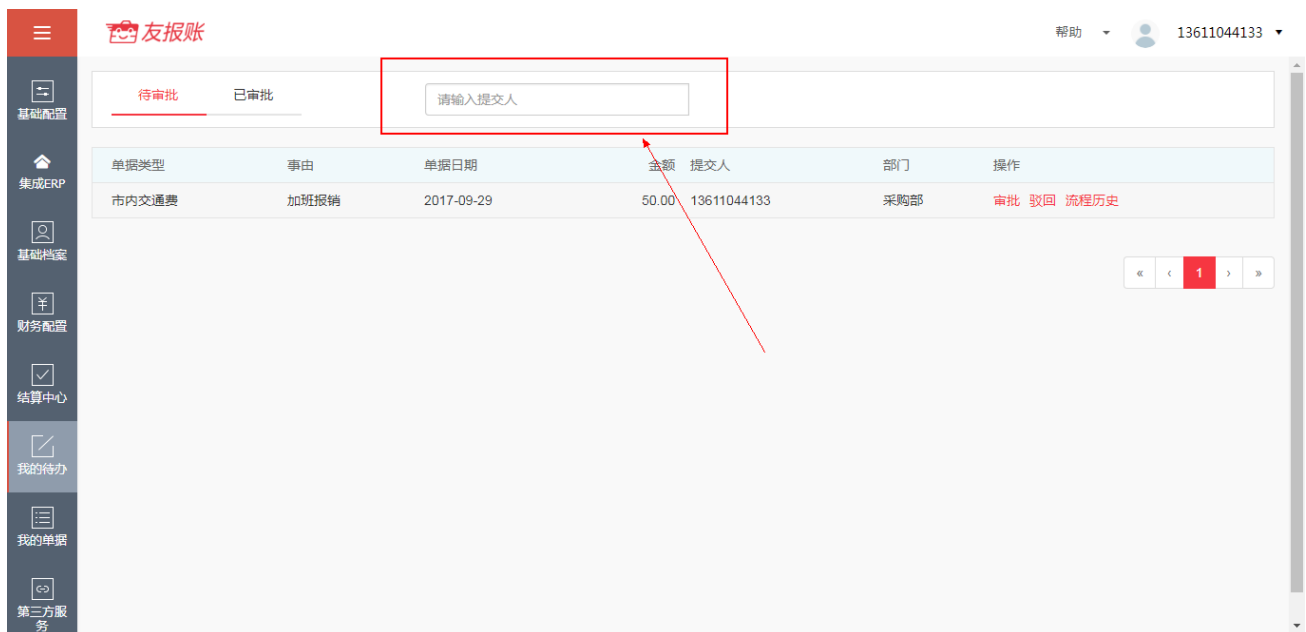 友报账
帮助
13611044133
基础配置
集成ERP
基础档案
财务配置
结算中心
我的待办
我的单据
第三方服务
待审批 已审批 请输入提交人
单据类型 事由 单据日期 金额 提交人 部门 操作
市内交通费 加班报销 2017-09-29 50.00 13611044133 采购部 审批 驳回 流程历史
« ‹ 1 › »